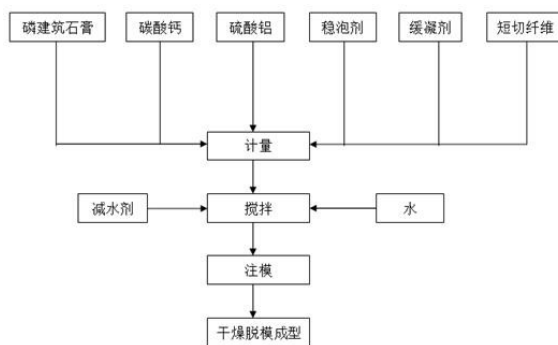 磷建筑石膏
碳酸钙
硫酸铝
稳泡剂
缓凝剂
短切纤维
计量
减水剂
搅拌
水
注模
干燥脱模成型